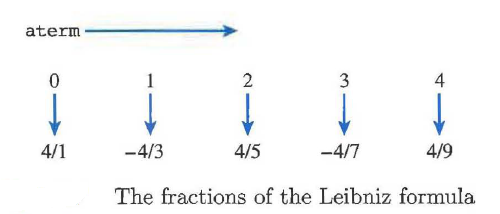 aterm
0 1 2 3 4
4/1 −4/3 4/5 −4/7 4/9
The fractions of the Leibniz formula